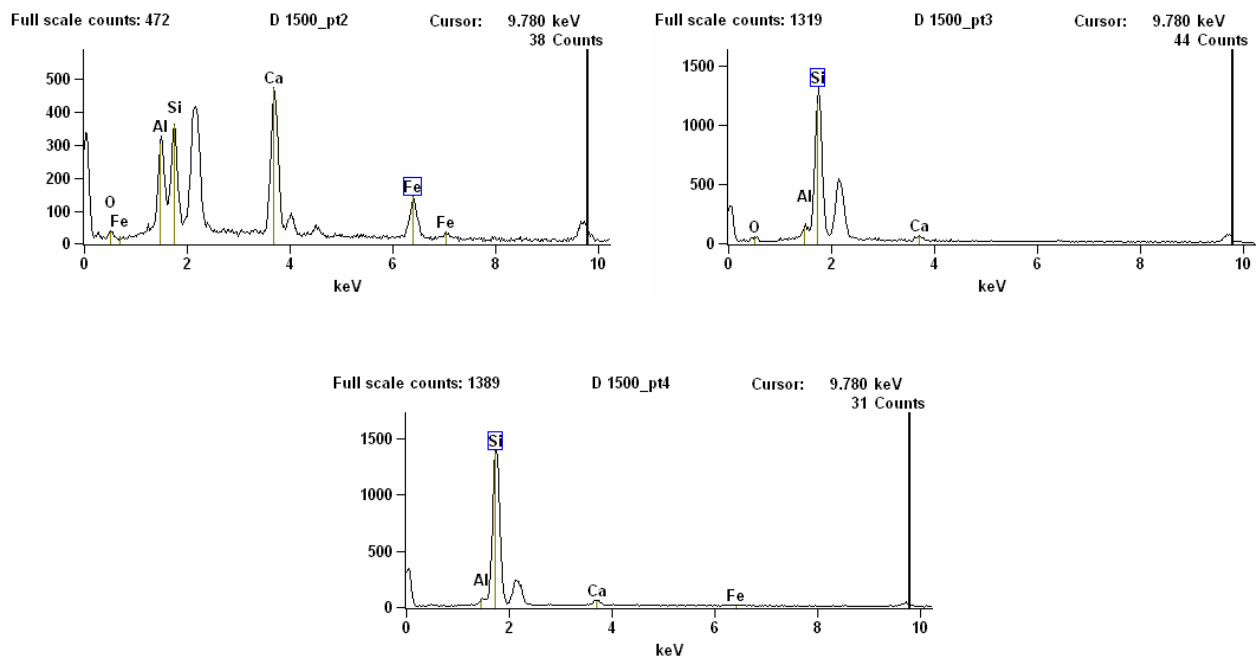 Full scale counts: 472 D 1500_pt2 Cursor: 9.780 keV
38 Counts
500
400
300
200
100
0
O
Fe
Al
Si
Ca
Fe
Fe
0 2 4 6 8 10
keV
Full scale counts: 1319 D 1500_pt3 Cursor: 9.780 keV
44 Counts
1500
1000
500
0
O
Al
Si
Ca
0 2 4 6 8 10
keV
Full scale counts: 1389 D 1500_pt4 Cursor: 9.780 keV
31 Counts
1500
1000
500
0
Al
Si
Ca
Fe
0 2 4 6 8 10
keV